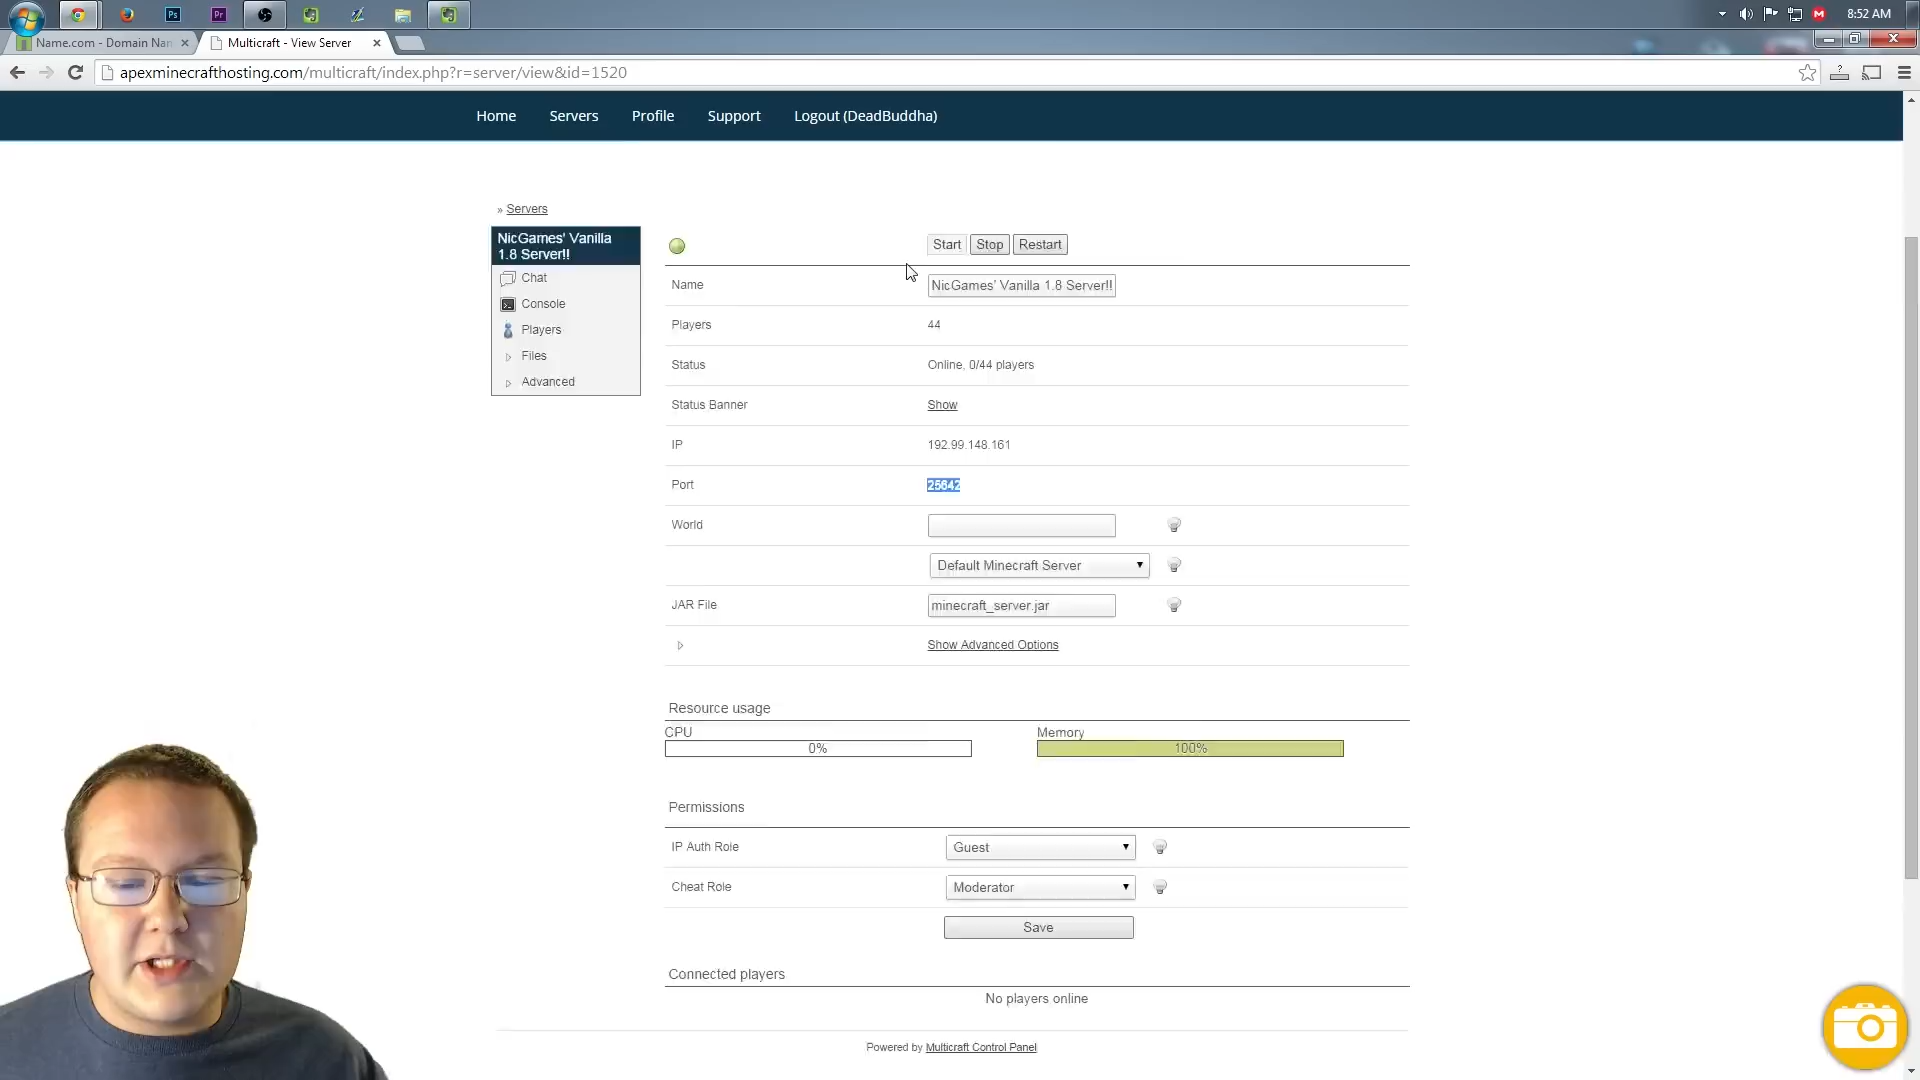 Ps
Pr
M
8:52 AM
Name.com - Domain Nan
Multicraft - View Server
apexminecrafthosting.com/multicraft/index.php?r=server/view&id=1520
Home
Servers
Profile
Support
Logout (DeadBuddha)
» Servers
NicGames' Vanilla
1.8 Server!!
Chat
Console
Players
Files
Advanced
Start
Stop
Restart
Name
NicGames' Vanilla 1.8 Server!!
Players
44
Status
Online, 0/44 players
Status Banner
Show
IP
192.99.148.161
Port
25642
World
Default Minecraft Server
JAR File
minecraft_server.jar
Show Advanced Options
Resource usage
CPU
0%
Memory
100%
Permissions
IP Auth Role
Guest
Cheat Role
Moderator
Save
Connected players
No players online
Powered by Multicraft Control Panel